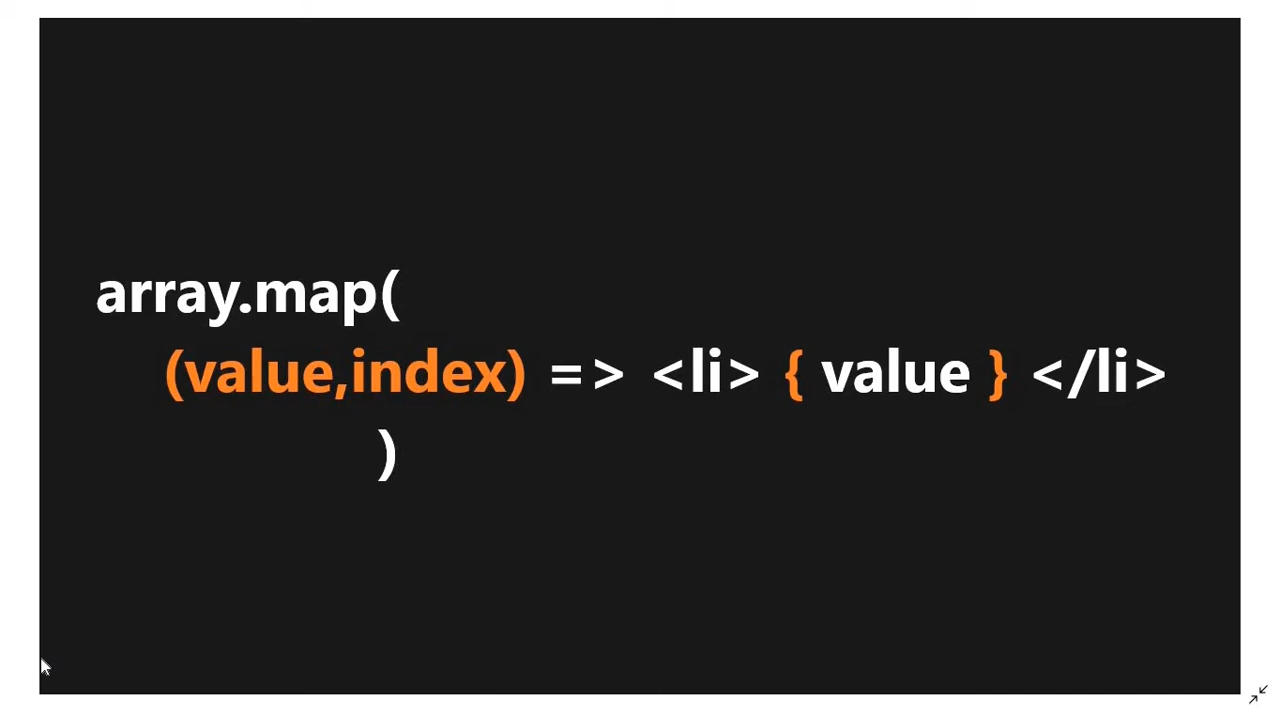 array.map(
(value,index) => <li> { value } </li>
)